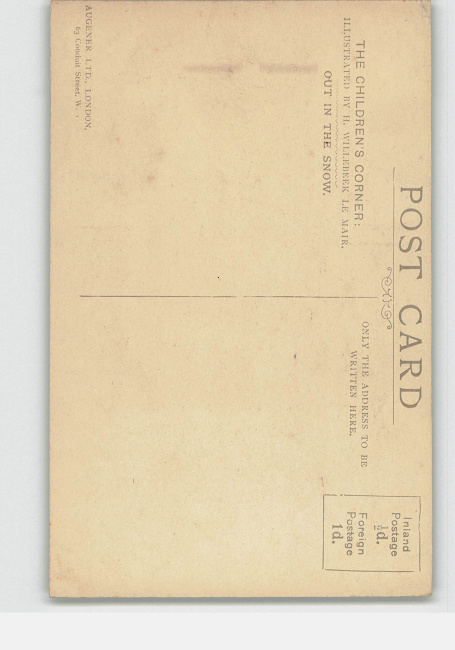 POST CARD
THE CHILDREN'S CORNER:
ILLUSTRATED BY H. WILLEBEEK LE MAIR.
OUT IN THE SNOW.
AUGENER LTD., LONDON,
63 Conduit Street, W. 1
ONLY THE ADDRESS TO BE
WRITTEN HERE.
Inland
Postage
½d.
Foreign
Postage
1d.